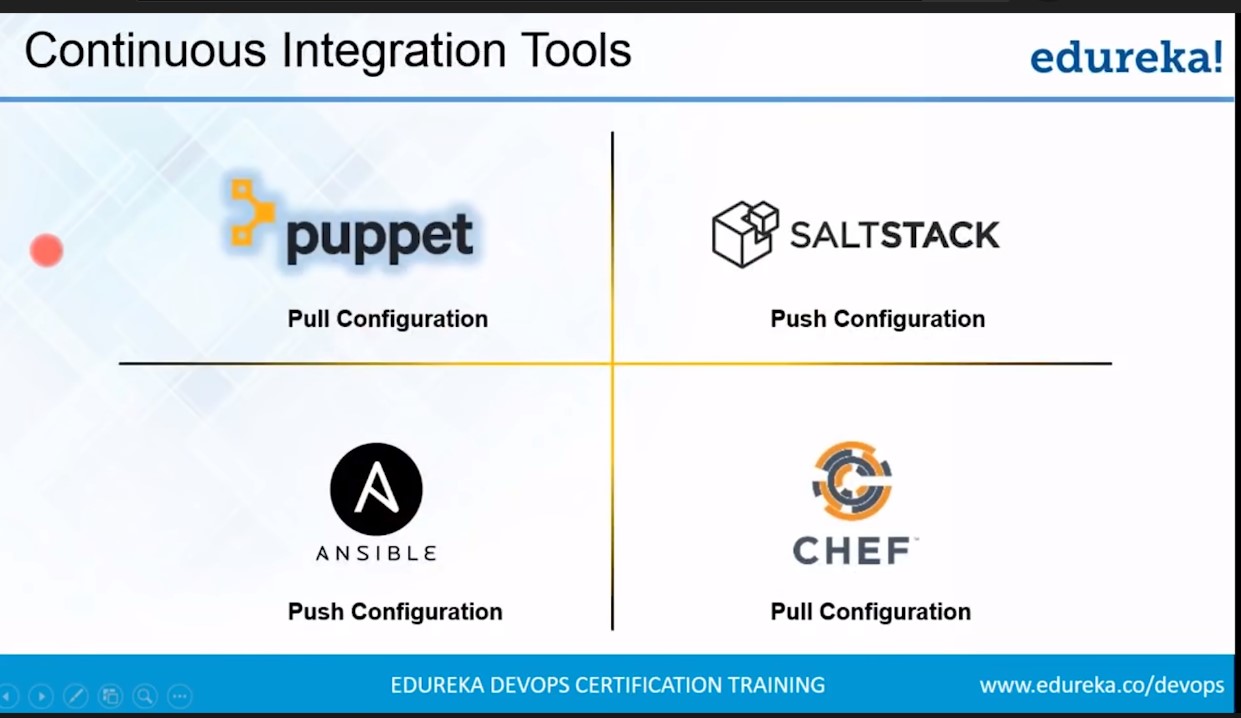 Continuous Integration Tools
edureka!
puppet
Pull Configuration
SALTSTACK
Push Configuration
ANSIBLE
Push Configuration
CHEF™
Pull Configuration
EDUREKA DEVOPS CERTIFICATION TRAINING
www.edureka.co/devops